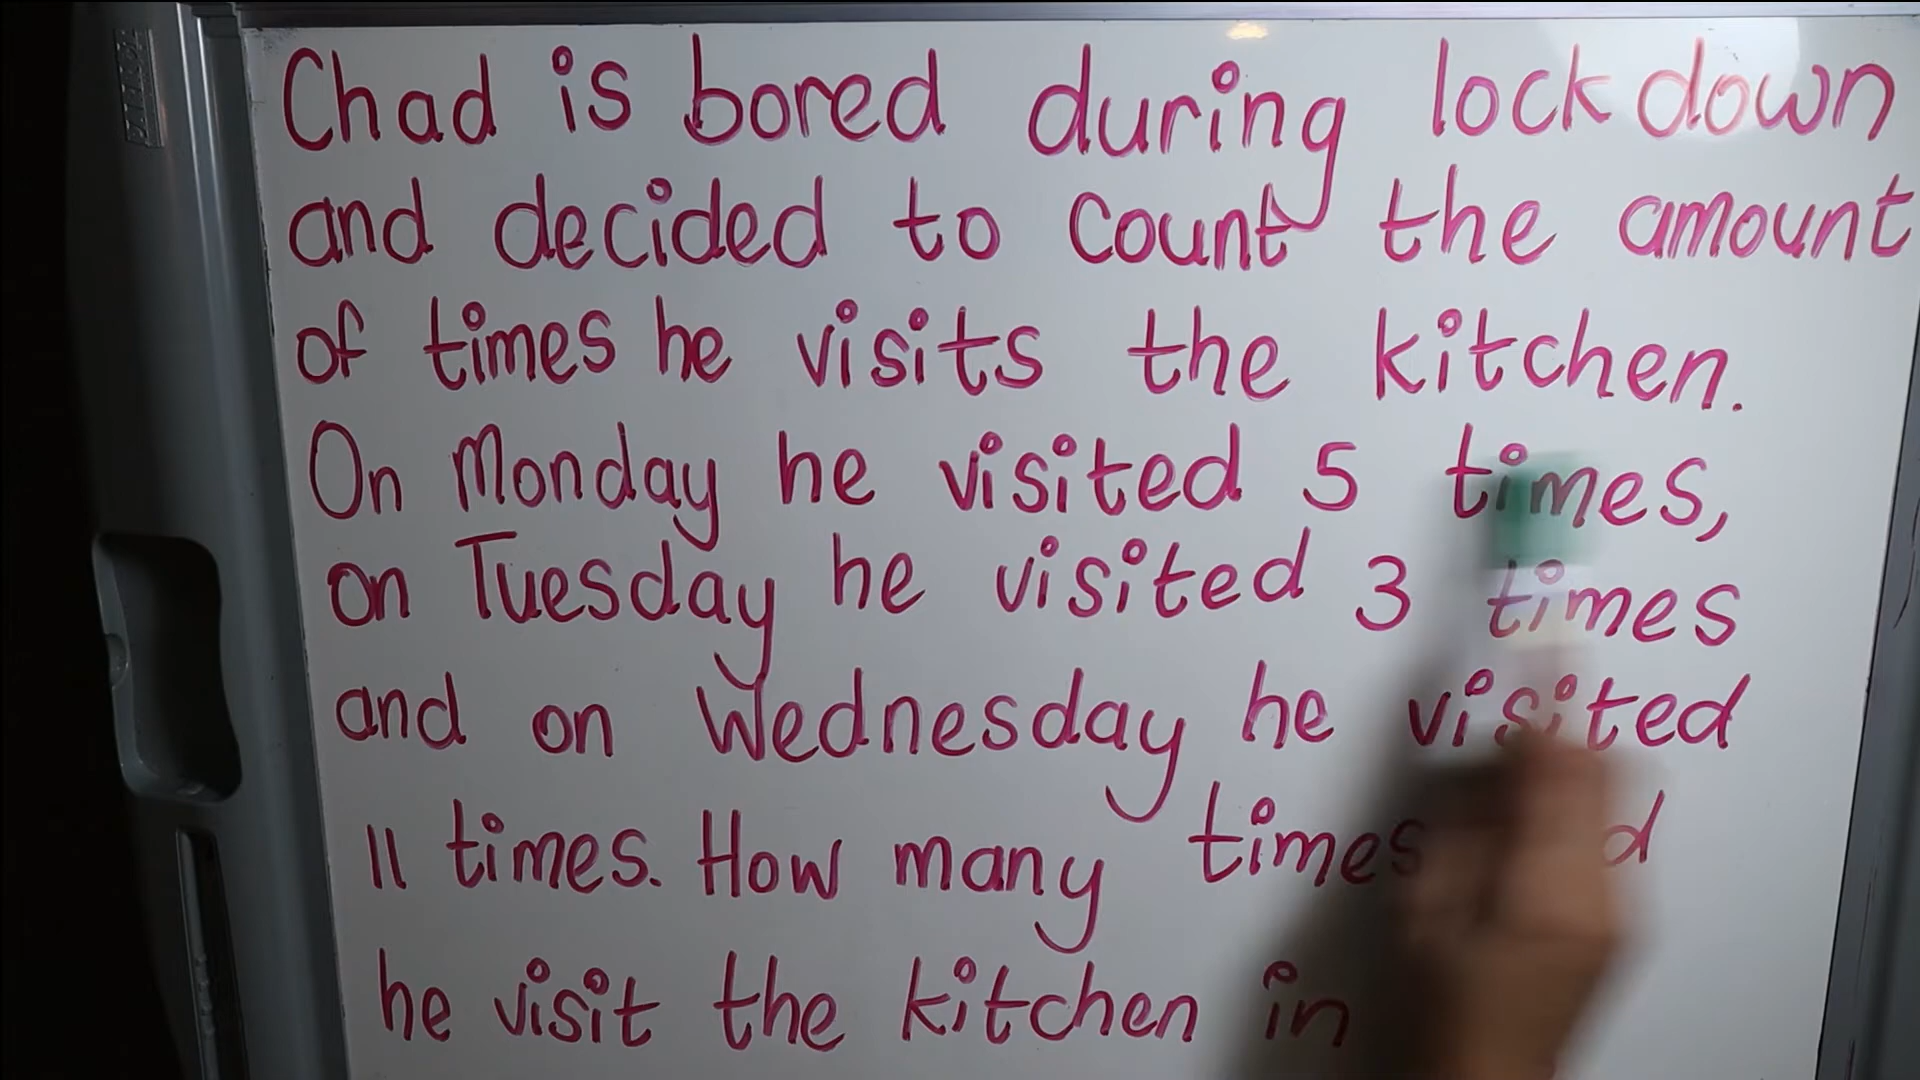 Chad is bored during lockdown
and decided to count the amount
of times he visits the kitchen.
On Monday he visited 5 times,
on Tuesday he visited 3 times
and on Wednesday he visited
11 times. How many times
he visit the kitchen in